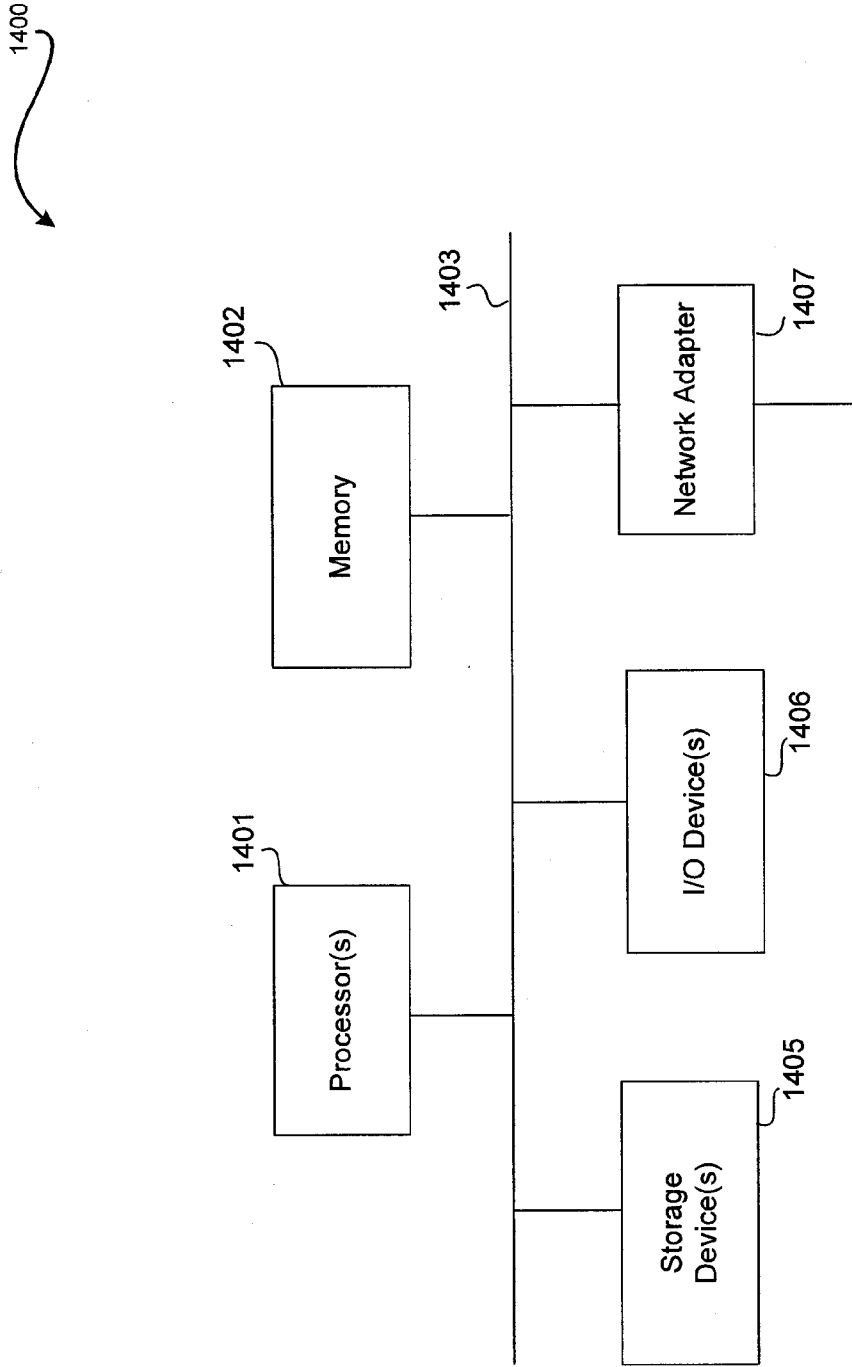 1400
1401
Processor(s)
1402
Memory
1403
Storage
Device(s)
1405
I/O Device(s)
1406
Network Adapter
1407